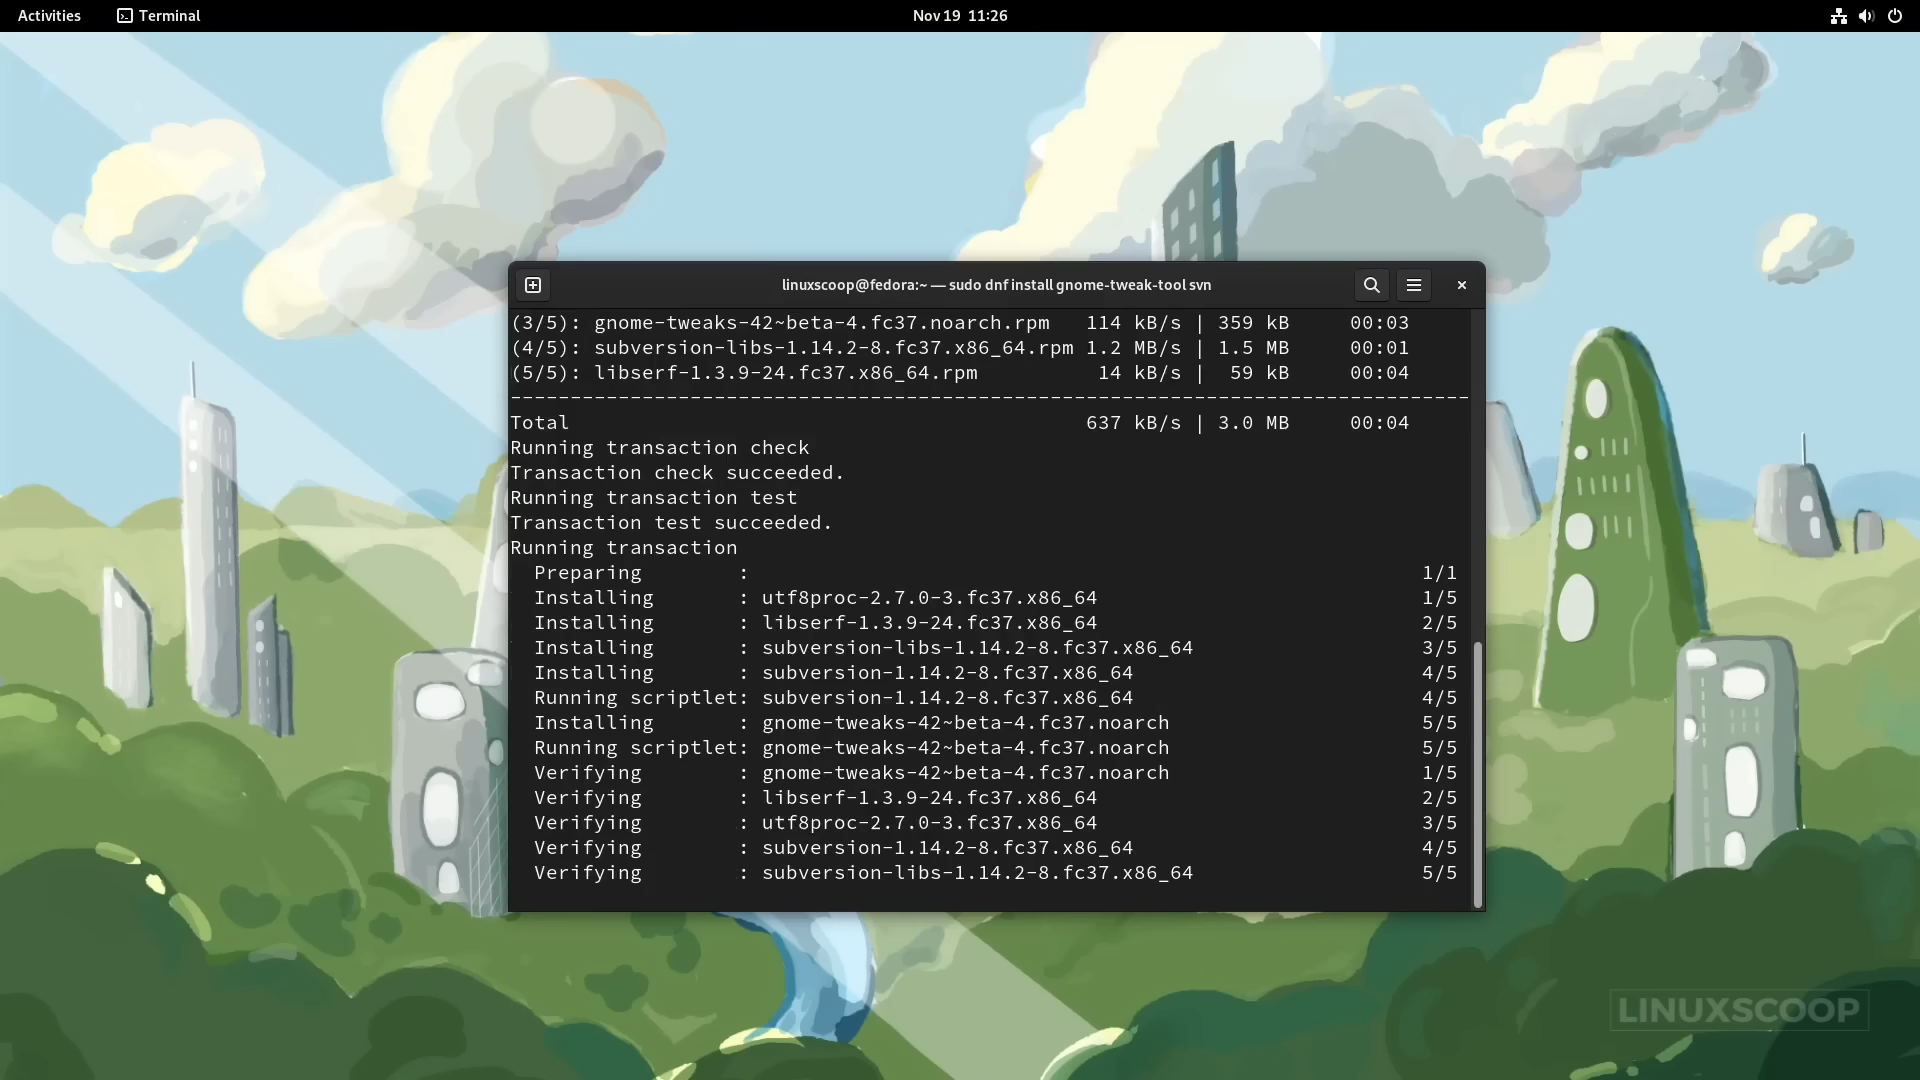 Activities Terminal Nov 19 11:26
linuxscoop@fedora:~ — sudo dnf install gnome-tweak-tool svn
(3/5): gnome-tweaks-42~beta-4.fc37.noarch.rpm 114 kB/s | 359 kB 00:03
(4/5): subversion-libs-1.14.2-8.fc37.x86_64.rpm 1.2 MB/s | 1.5 MB 00:01
(5/5): libserf-1.3.9-24.fc37.x86_64.rpm 14 kB/s | 59 kB 00:04
--------------------------------------------------------------------------------
Total 637 kB/s | 3.0 MB 00:04
Running transaction check
Transaction check succeeded.
Running transaction test
Transaction test succeeded.
Running transaction
Preparing : 1/1
Installing : utf8proc-2.7.0-3.fc37.x86_64 1/5
Installing : libserf-1.3.9-24.fc37.x86_64 2/5
Installing : subversion-libs-1.14.2-8.fc37.x86_64 3/5
Installing : subversion-1.14.2-8.fc37.x86_64 4/5
Running scriptlet: subversion-1.14.2-8.fc37.x86_64 4/5
Installing : gnome-tweaks-42~beta-4.fc37.noarch 5/5
Running scriptlet: gnome-tweaks-42~beta-4.fc37.noarch 5/5
Verifying : gnome-tweaks-42~beta-4.fc37.noarch 1/5
Verifying : libserf-1.3.9-24.fc37.x86_64 2/5
Verifying : utf8proc-2.7.0-3.fc37.x86_64 3/5
Verifying : subversion-1.14.2-8.fc37.x86_64 4/5
Verifying : subversion-libs-1.14.2-8.fc37.x86_64 5/5
LINUXSCOOP